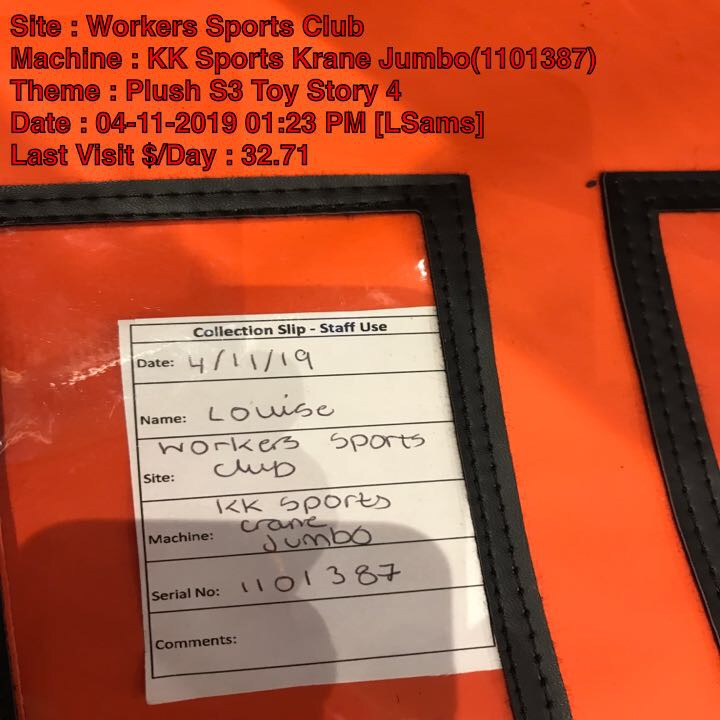 Site : Workers Sports Club
Machine : KK Sports Krane Jumbo(1101387)
Theme : Plush S3 Toy Story 4
Date : 04-11-2019 01:23 PM [LSams]
Last Visit $/Day : 32.71
Collection Slip - Staff Use
Date: 4/11/19
Name: Louise
Workers Sports
Site: Club
KK Sports
crane
Machine: Jumbo
Serial No: 1101387
Comments: